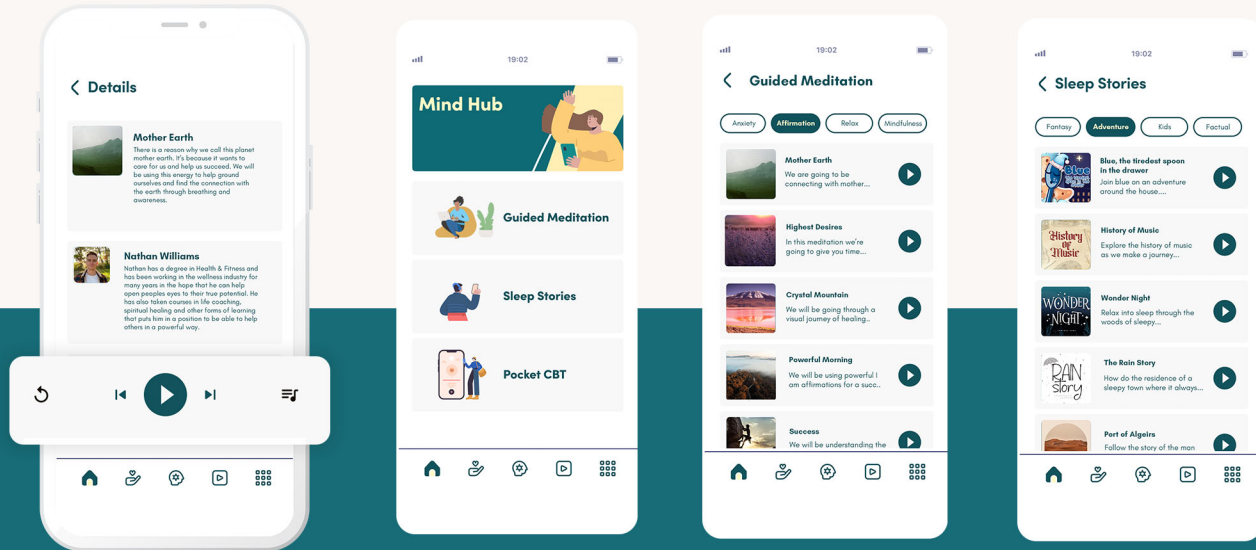 Details
Mother Earth
There is a reason why we call this planet
mother earth. It's because it wants to
care for us and help us succeed. We will
be using this energy to help ground
ourselves and find the connection with
the earth through breathing and
awareness.
Nathan Williams
Nathan has a degree in Health & Fitness and
has been working in the wellness industry for
many years in the hope that he can help
open peoples eyes to their true potential. He
has also taken courses in life coaching,
spiritual healing and other forms of learning
that puts him in a position to be able to help
others in a powerful way.
19:02
Mind Hub
Guided Meditation
Sleep Stories
Pocket CBT
19:02
Guided Meditation
Anxiety
Affirmation
Relax
Mindfulness
Mother Earth
We are going to be
connecting with mother...
Highest Desires
In this meditation we're
going to give you time...
Crystal Mountain
We will be going through a
visual journey of healing..
Powerful Morning
We will be using powerful I
am affirmations for a succ..
Success
We will be understanding the
19:02
Sleep Stories
Fantasy
Adventure
Kids
Factual
Blue
Blue, the tiredest spoon
in the drawer
Join blue on an adventure
around the house....
History
of
Music
History of Music
Explore the history of music
as we make a journey...
WONDER
NIGHT
Wonder Night
Relax into sleep through the
woods of sleepy...
RAIN
story
The Rain Story
How do the residence of a
sleepy town where it always...
Port of Algeirs
Follow the story of the man